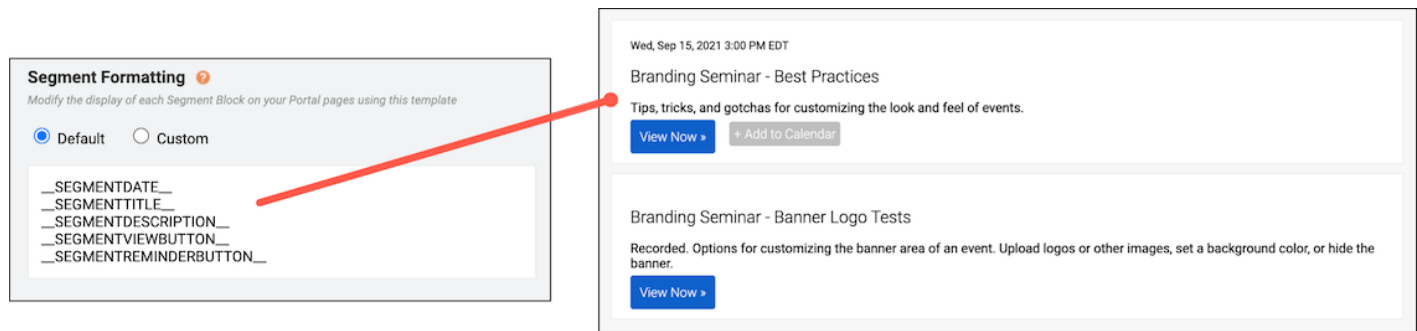 Segment Formatting ?
Modify the display of each Segment Block on your Portal pages using this template
Default Custom
__SEGMENTDATE__
__SEGMENTTITLE__
__SEGMENTDESCRIPTION__
__SEGMENTVIEWBUTTON__
__SEGMENTREMINDERBUTTON__
Wed, Sep 15, 2021 3:00 PM EDT
Branding Seminar - Best Practices
Tips, tricks, and gotchas for customizing the look and feel of events.
View Now » + Add to Calendar
Branding Seminar - Banner Logo Tests
Recorded. Options for customizing the banner area of an event. Upload logos or other images, set a background color, or hide the
banner.
View Now »